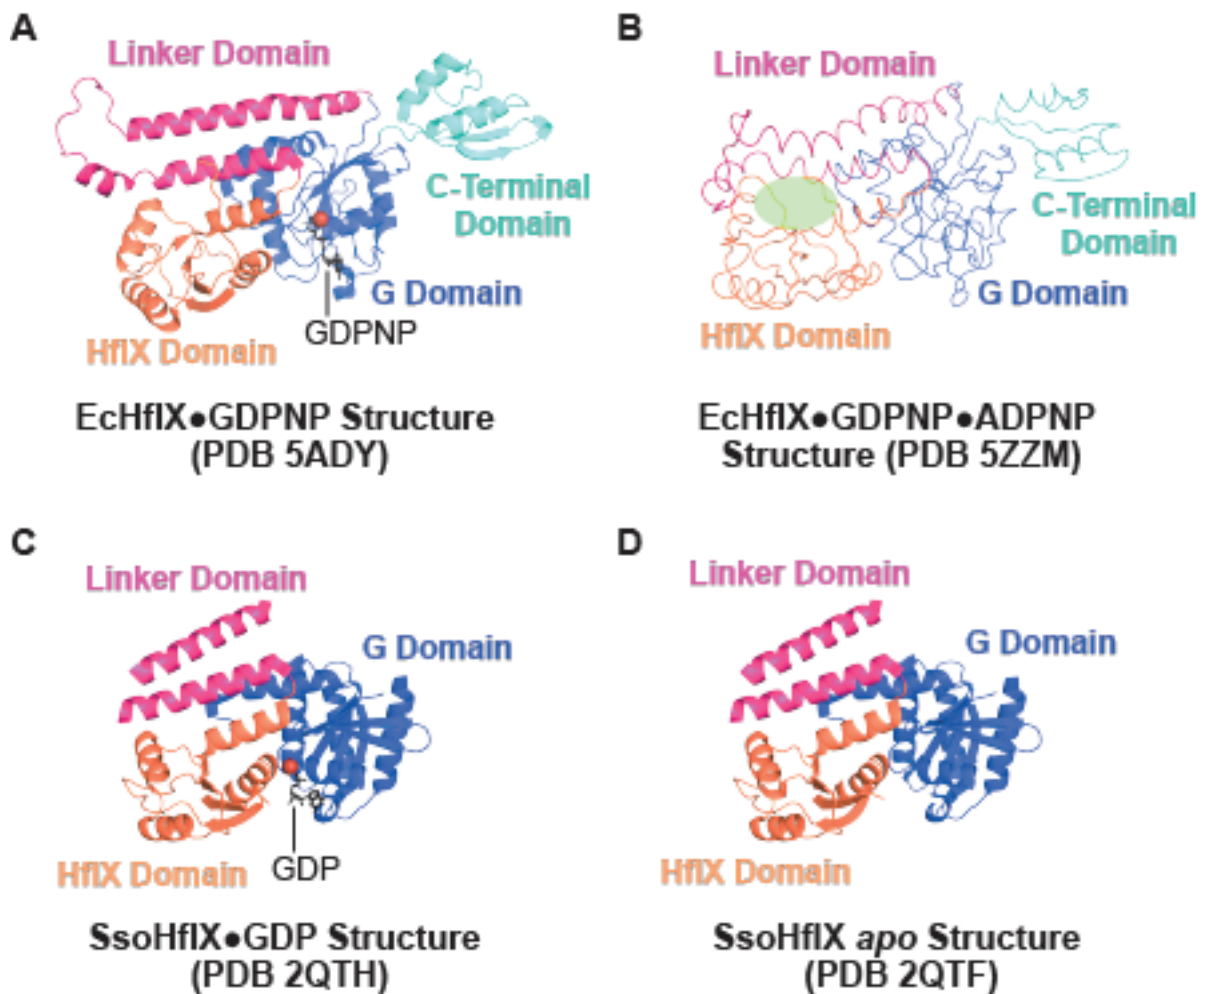 A
Linker Domain
C-Terminal
Domain
G Domain
GDPNP
HflX Domain
EcHflX●GDPNP Structure
(PDB 5ADY)
B
Linker Domain
C-Terminal
Domain
G Domain
HflX Domain
EcHflX●GDPNP●ADPNP
Structure (PDB 5ZZM)
C
Linker Domain
G Domain
HflX Domain
GDP
SsoHflX●GDP Structure
(PDB 2QTH)
D
Linker Domain
G Domain
HflX Domain
SsoHflX apo Structure
(PDB 2QTF)